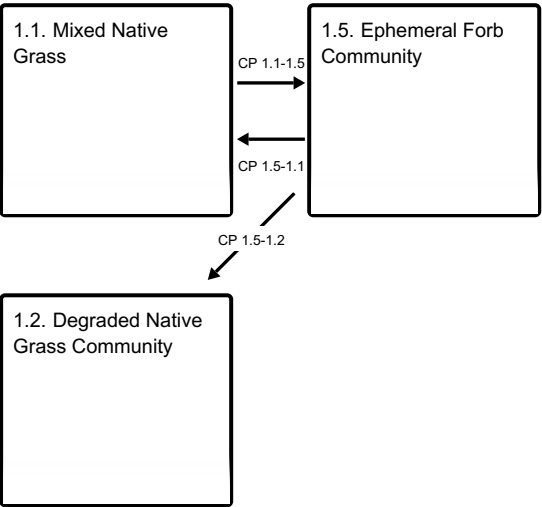 1.1. Mixed Native
Grass
CP 1.1-1.5
1.5. Ephemeral Forb
Community
CP 1.5-1.1
CP 1.5-1.2
1.2. Degraded Native
Grass Community